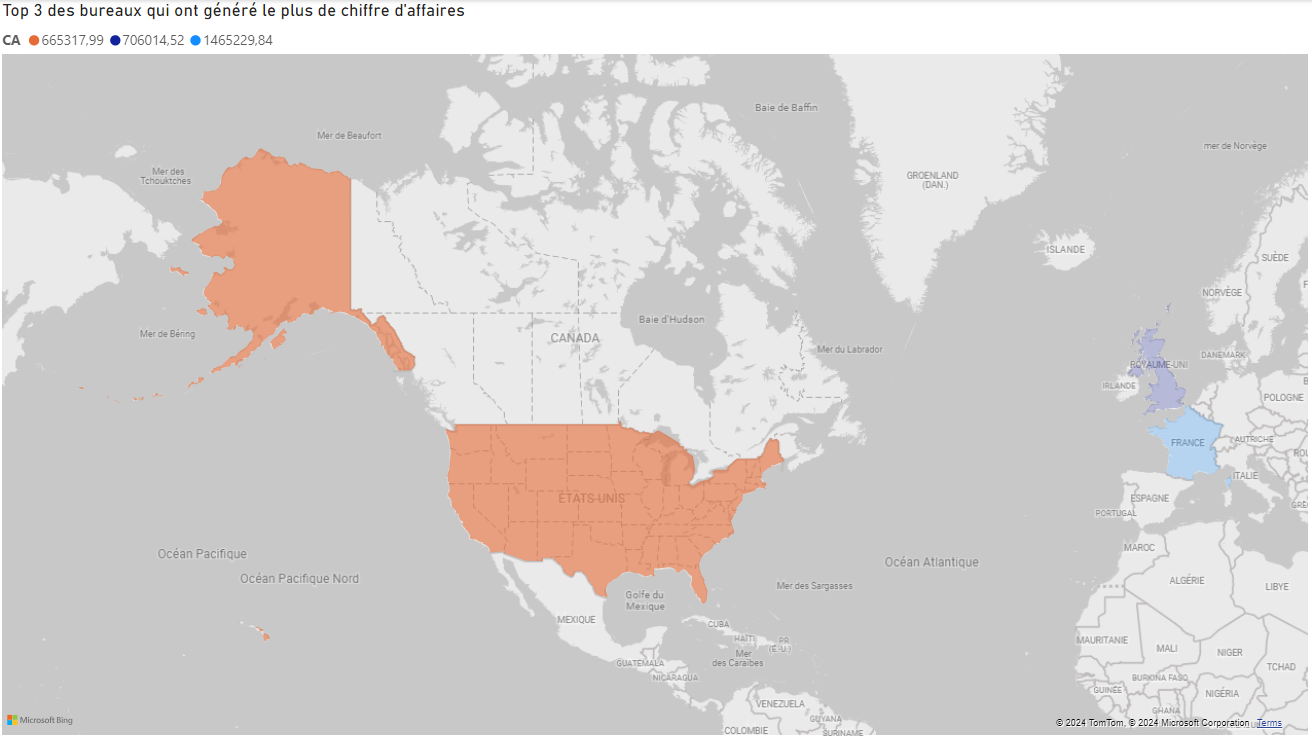 Top 3 des bureaux qui ont généré le plus de chiffre d'affaires
CA 665317,99 706014,52 1465229,84
Baie de Baffin
Mer de Beaufort
mer de Norvège
Mer des
Tchouktches
GROENLAND
(DAN.)
ISLANDE
SUÈDE
NORVÈGE
Baie d'Hudson
Mer de Béring
CANADA
Mer du Labrador
DANEMARK
ROYAUME-UNI
IRLANDE
POLOGNE
FRANCE
AUTRICHE
ITALIE
ÉTATS-UNIS
ESPAGNE
PORTUGAL
MAROC
Océan Pacifique
Océan Atlantique
Océan Pacifique Nord
ALGÉRIE
LIBYE
Mer des Sargasses
Golfe du
Mexique
MEXIQUE
CUBA
HAÏTI
PR
(É.-U.)
MAURITANIE
MALI
NIGER
TCHAD
Mer
des Caraïbes
GUATEMALA
NICARAGUA
BURKINA FASO
GUINÉE
NIGÉRIA
VENEZUELA
GHANA
GUYANA
COLOMBIE
SURINAME
Microsoft Bing
© 2024 TomTom, © 2024 Microsoft Corporation Terms